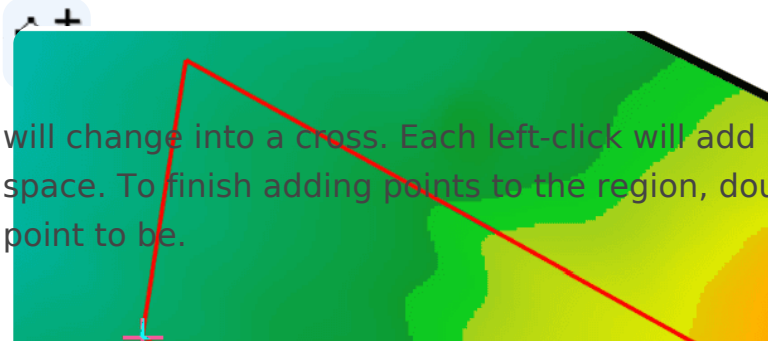 will change into a cross. Each left-click will add
space. To finish adding points to the region, dou
point to be.